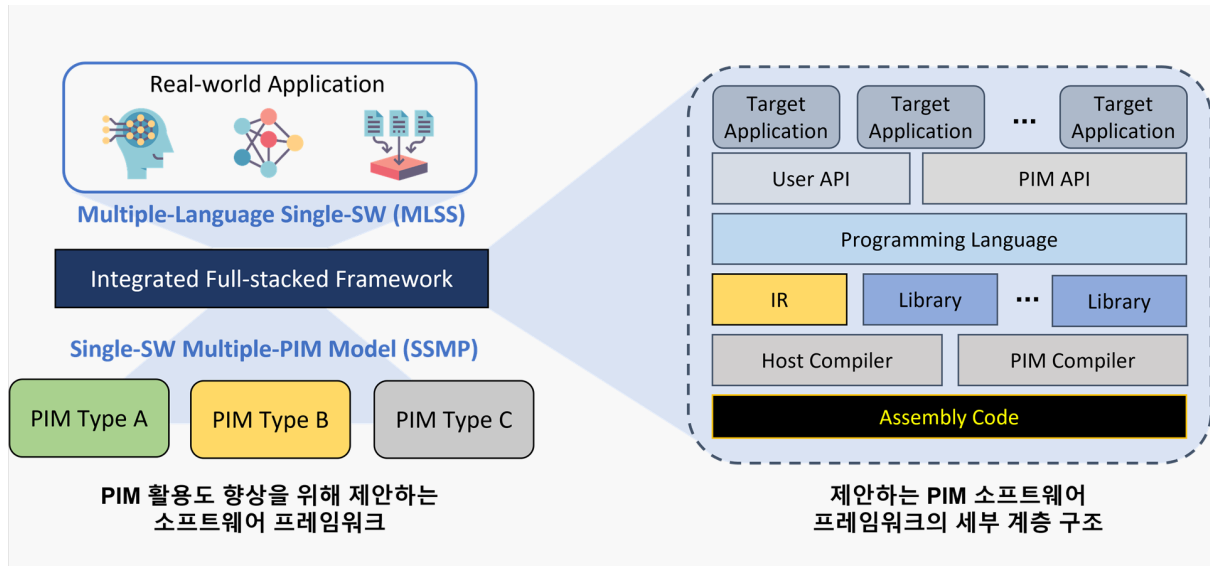 Real-world Application
Multiple-Language Single-SW (MLSS)
Integrated Full-stacked Framework
Single-SW Multiple-PIM Model (SSMP)
PIM Type A
PIM Type B
PIM Type C
PIM 활용도 향상을 위해 제안하는
소프트웨어 프레임워크
Target
Application
Target
Application
...
Target
Application
User API
PIM API
Programming Language
IR
Library
...
Library
Host Compiler
PIM Compiler
Assembly Code
제안하는 PIM 소프트웨어
프레임워크의 세부 계층 구조